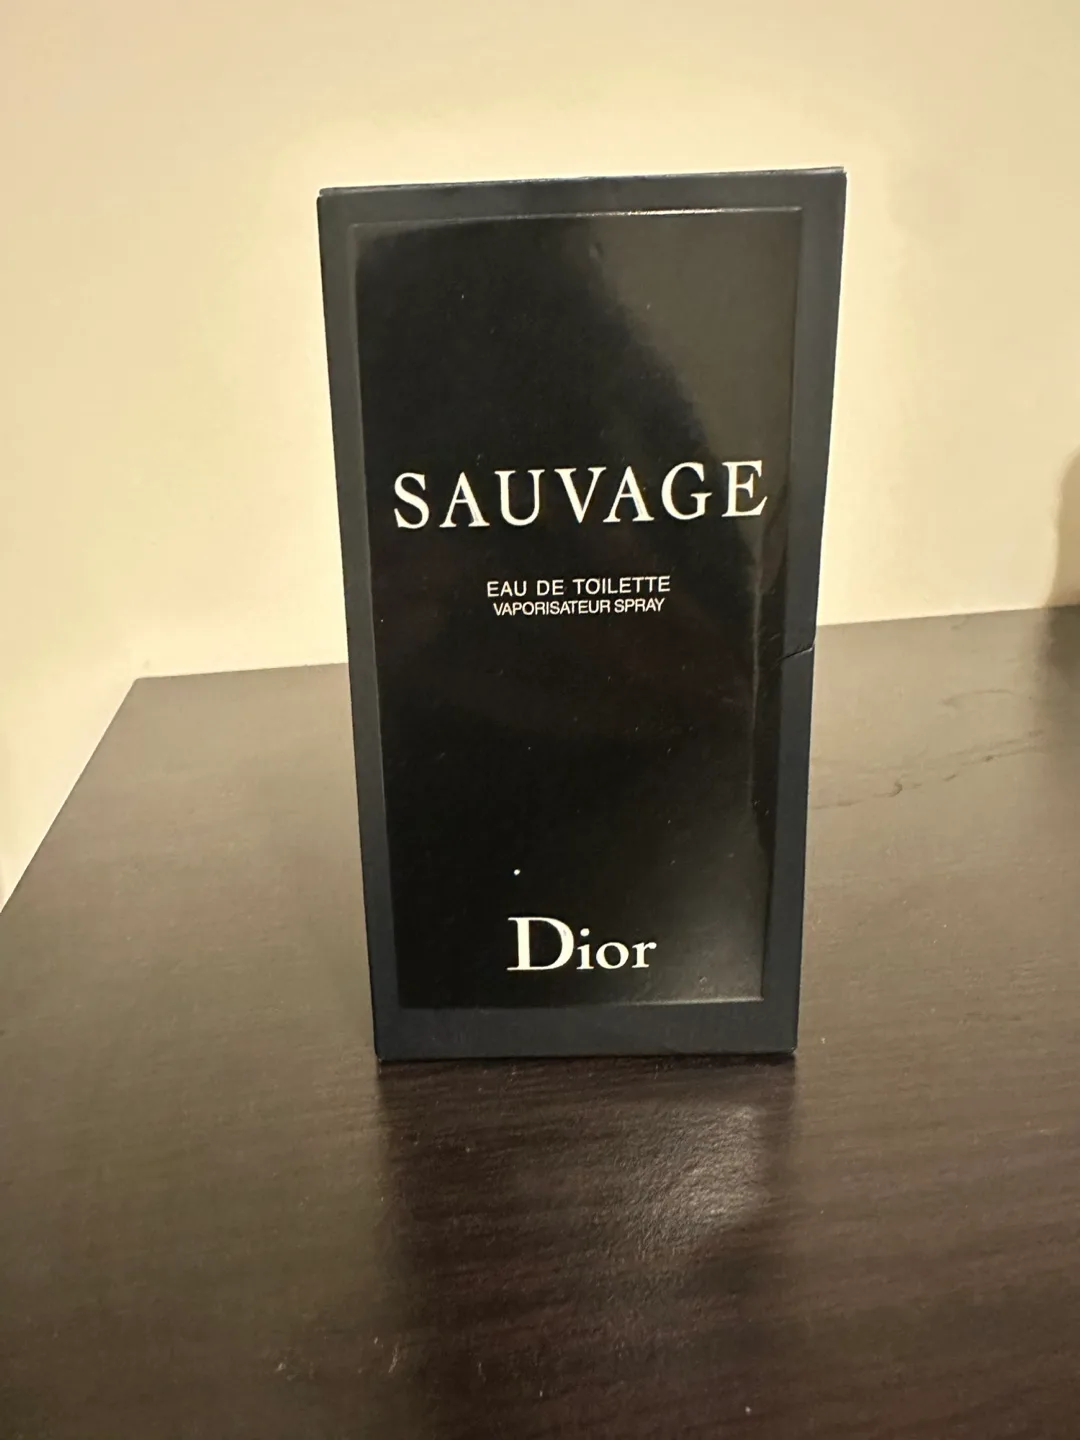 SAUVAGE
EAU DE TOILETTE
VAPORISATEUR SPRAY
Dior